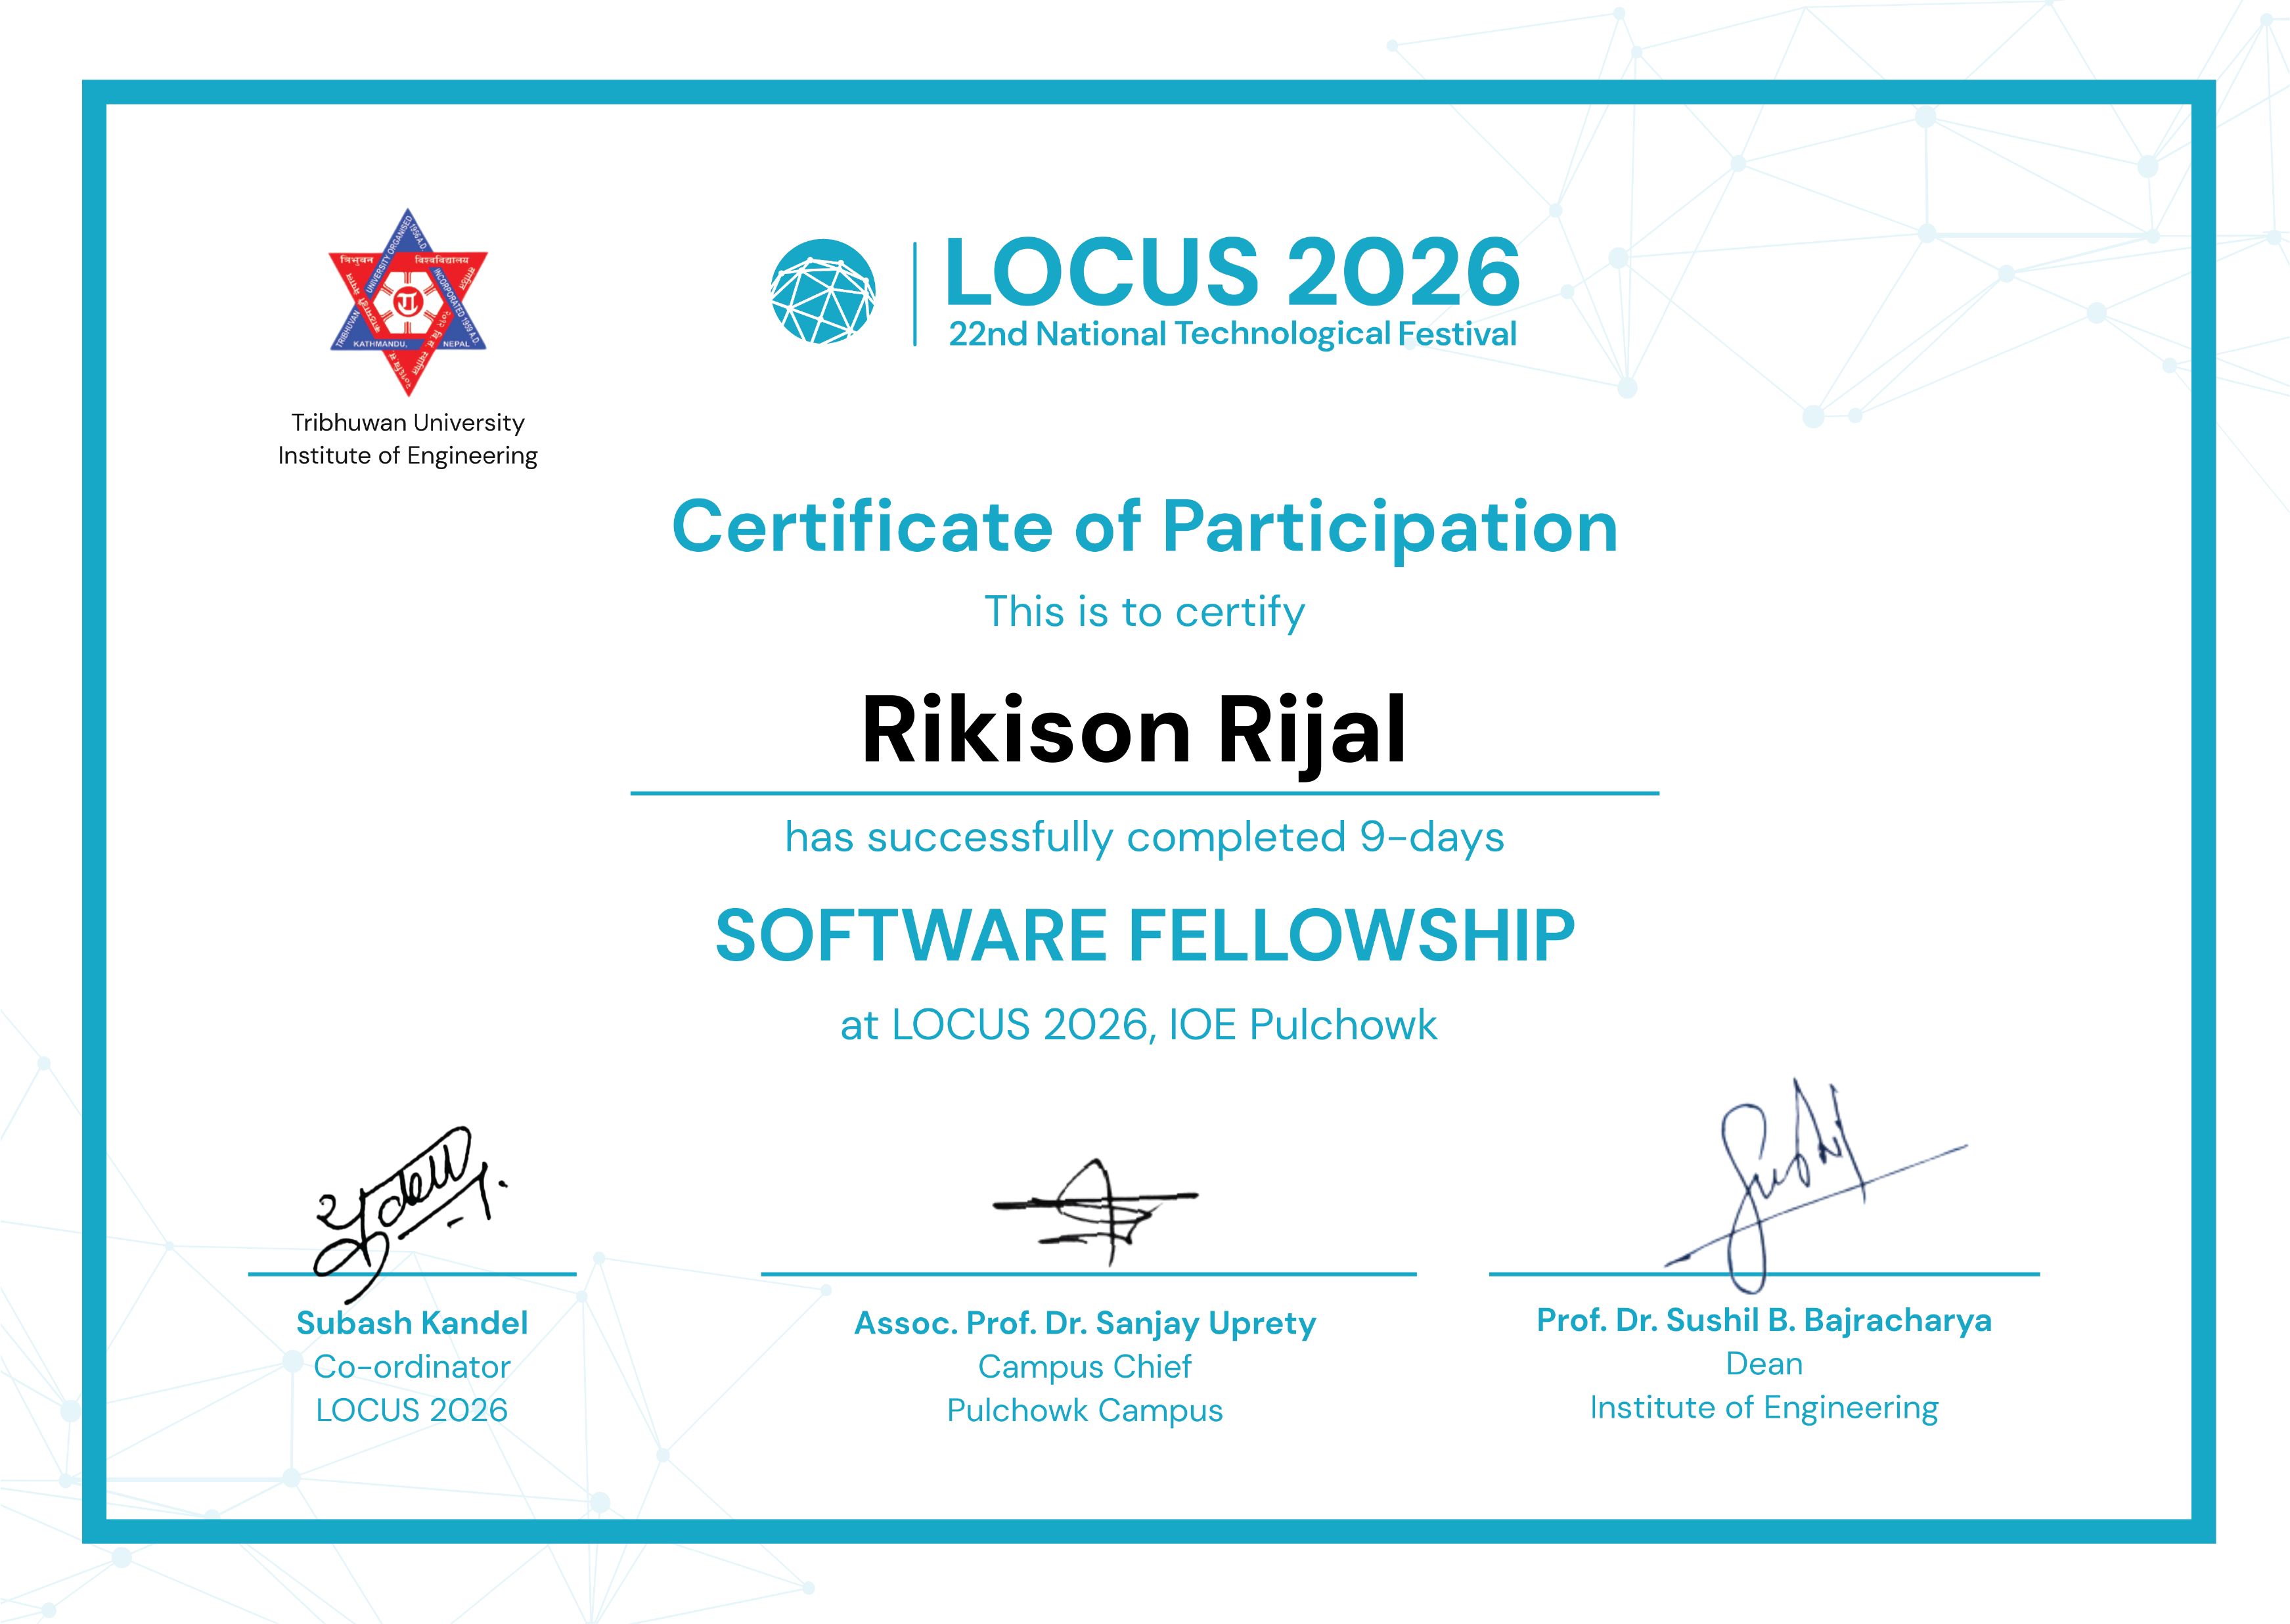 त्रिभुवन विश्वविद्यालय
UNIVERSITY ORGANISED 1956 A.D.
TRIBHUVAN
INCORPORATED 1959 A.D.
KATHMANDU, NEPAL
LOCUS 2026
22nd National Technological Festival
Tribhuwan University
Institute of Engineering
Certificate of Participation
This is to certify
Rikison Rijal
has successfully completed 9-days
SOFTWARE FELLOWSHIP
at LOCUS 2026, IOE Pulchowk
Subash Kandel
Co-ordinator
LOCUS 2026
Assoc. Prof. Dr. Sanjay Uprety
Campus Chief
Pulchowk Campus
Prof. Dr. Sushil B. Bajracharya
Dean
Institute of Engineering